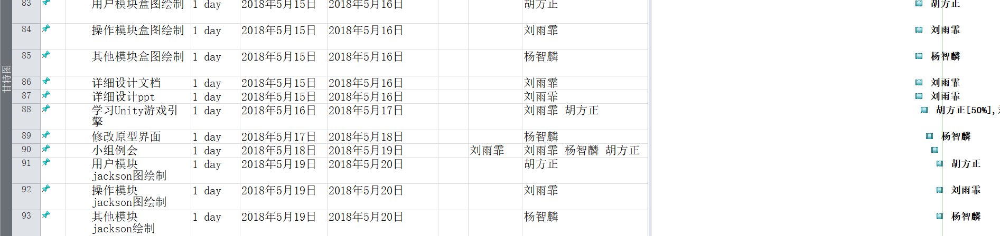 83 用户模块盒图绘制 1 day 2018年5月15日 2018年5月16日 胡方正 胡方正
84 操作模块盒图绘制 1 day 2018年5月15日 2018年5月16日 刘雨霏 刘雨霏
85 其他模块盒图绘制 1 day 2018年5月15日 2018年5月16日 杨智麟 杨智麟
甘特图
86 详细设计文档 1 day 2018年5月15日 2018年5月16日 刘雨霏 刘雨霏
87 详细设计ppt 1 day 2018年5月15日 2018年5月16日 刘雨霏 刘雨霏
88 学习Unity游戏引 1 day 2018年5月16日 2018年5月17日 刘雨霏 胡方正 胡方正[50%],
擎
89 修改原型界面 1 day 2018年5月17日 2018年5月18日 杨智麟 杨智麟
90 小组例会 1 day 2018年5月18日 2018年5月19日 刘雨霏 刘雨霏 杨智麟 胡方正
91 用户模块 1 day 2018年5月19日 2018年5月20日 胡方正 胡方正
jackson图绘制
92 操作模块 1 day 2018年5月19日 2018年5月20日 刘雨霏 刘雨霏
jackson图绘制
93 其他模块 1 day 2018年5月19日 2018年5月20日 杨智麟 杨智麟
jackson绘制